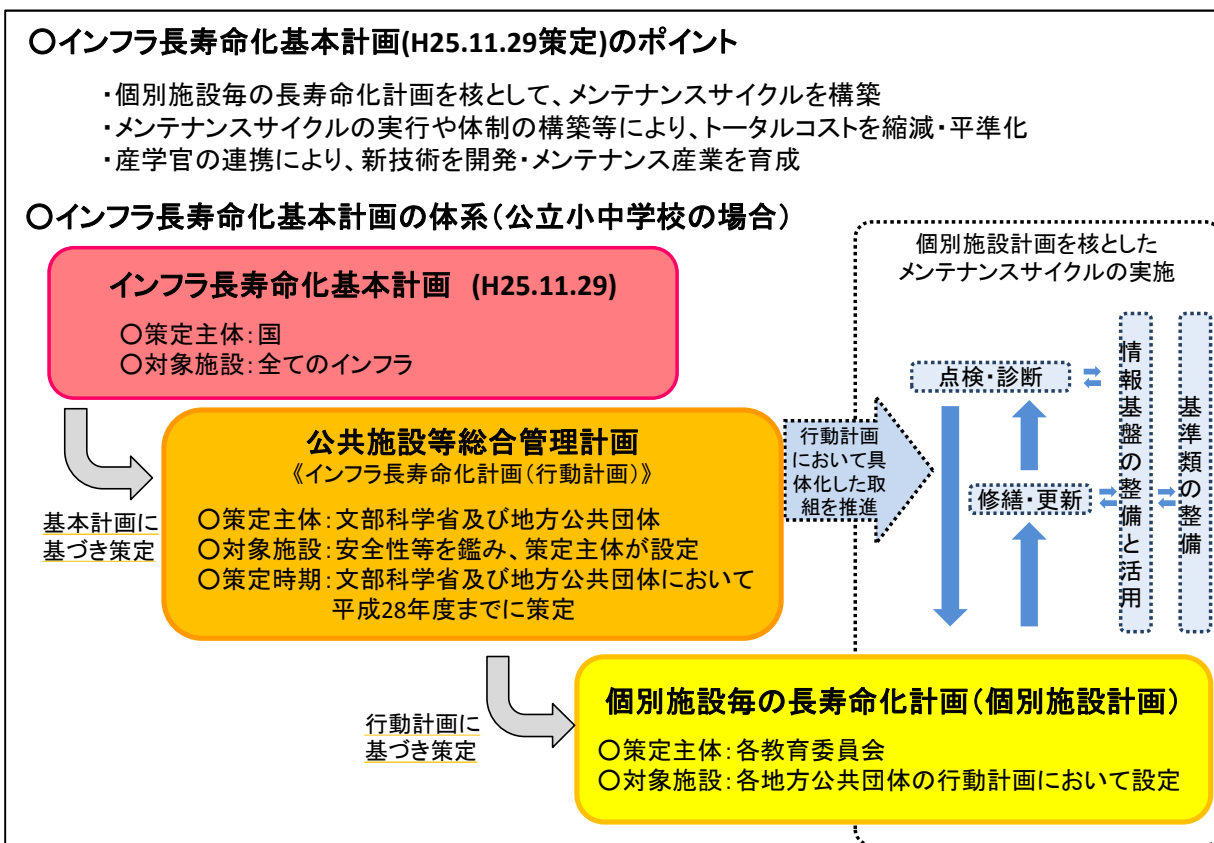 〇インフラ長寿命化基本計画(H25.11.29策定)のポイント
・個別施設毎の長寿命化計画を核として、メンテナンスサイクルを構築
・メンテナンスサイクルの実行や体制の構築等により、トータルコストを縮減・平準化
・産学官の連携により、新技術を開発・メンテナンス産業を育成
〇インフラ長寿命化基本計画の体系(公立小中学校の場合)
インフラ長寿命化基本計画 (H25.11.29)
〇策定主体:国
〇対象施設:全てのインフラ
基本計画に
基づき策定
公共施設等総合管理計画
《インフラ長寿命化計画(行動計画)》
〇策定主体:文部科学省及び地方公共団体
〇対象施設:安全性等を鑑み、策定主体が設定
〇策定時期:文部科学省及び地方公共団体において
平成28年度までに策定
行動計画
において具
体化した取
組を推進
個別施設計画を核とした
メンテナンスサイクルの実施
点検・診断
修繕・更新
情報基盤の整備と活用
基準類の整備
行動計画に
基づき策定
個別施設毎の長寿命化計画(個別施設計画)
〇策定主体:各教育委員会
〇対象施設:各地方公共団体の行動計画において設定